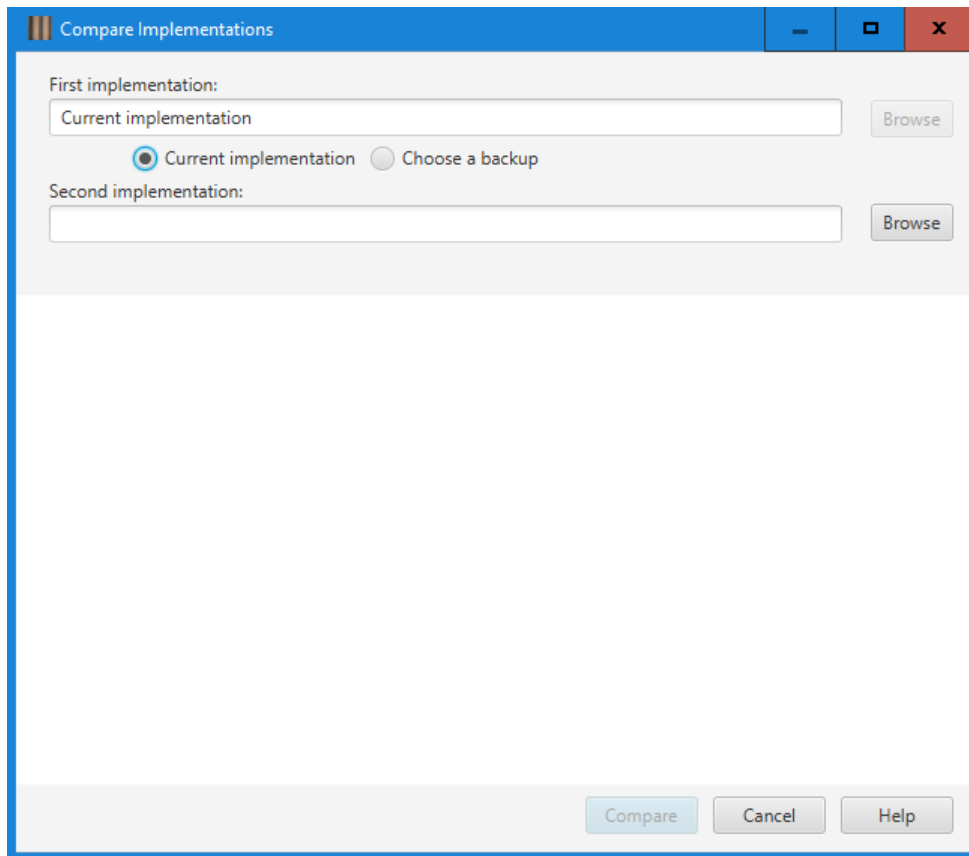 Compare Implementations
First implementation:
Current implementation Browse
Current implementation Choose a backup
Second implementation:
Browse
Compare Cancel Help